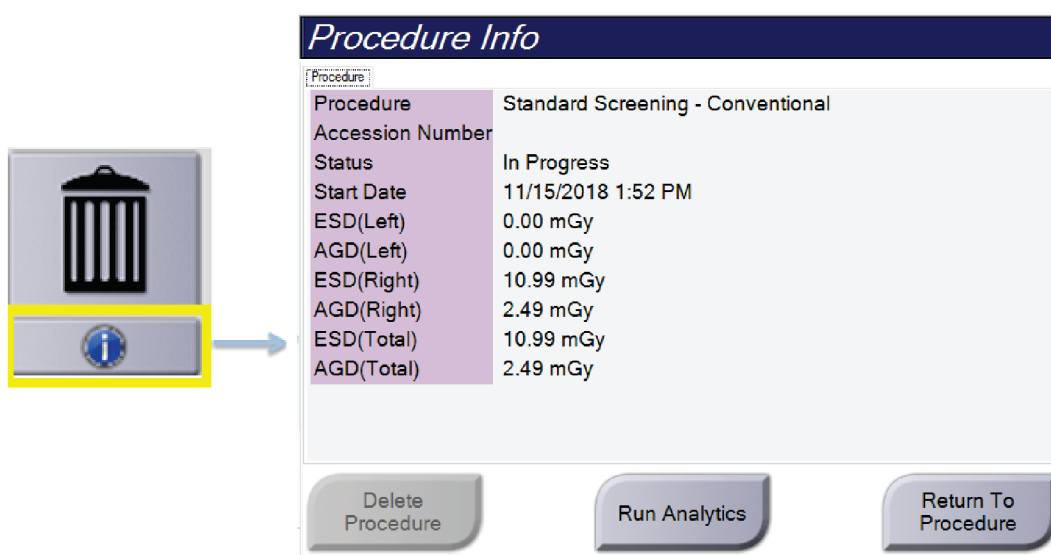 Procedure Info
Procedure
Procedure Standard Screening - Conventional
Accession Number
Status In Progress
Start Date 11/15/2018 1:52 PM
ESD(Left) 0.00 mGy
AGD(Left) 0.00 mGy
ESD(Right) 10.99 mGy
AGD(Right) 2.49 mGy
ESD(Total) 10.99 mGy
AGD(Total) 2.49 mGy
Delete
Procedure
Run Analytics
Return To
Procedure